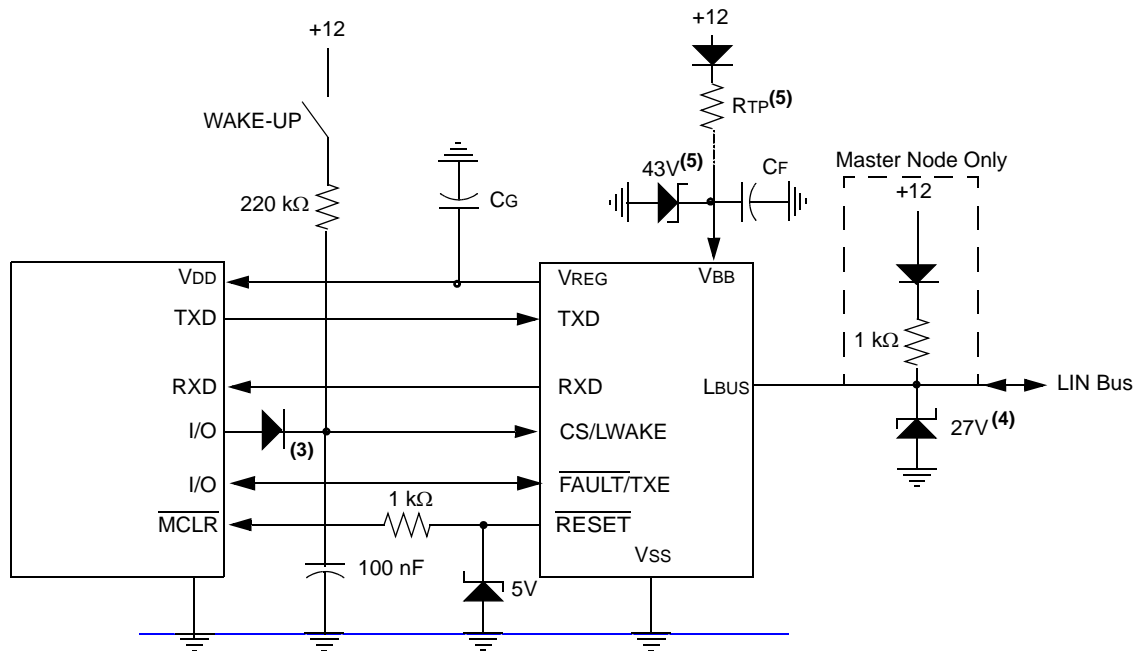 +12
+12
WAKE-UP
RTP(5)
43V(5)
CF
Master Node Only
+12
220 kΩ
CG
VDD
VREG
VBB
TXD
TXD
1 kΩ
RXD
RXD
LBUS
LIN Bus
I/O
(3)
CS/LWAKE
27V(4)
I/O
FAULT/TXE
1 kΩ
MCLR
RESET
VSS
100 nF
5V